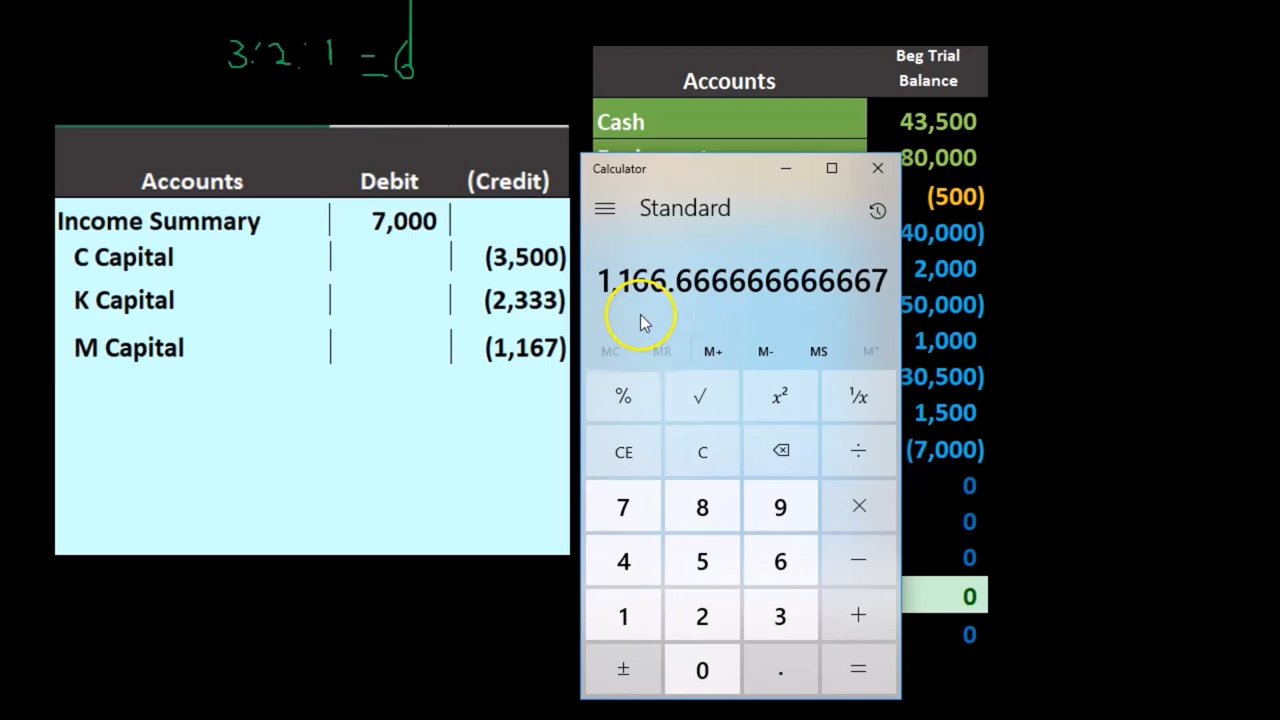 3:2:1 = 6
Accounts Debit (Credit)
Income Summary 7,000
C Capital (3,500)
K Capital (2,333)
M Capital (1,167)
Accounts Beg Trial Balance
Cash 43,500
80,000
(500)
40,000)
2,000
50,000)
1,000
30,500)
1,500
(7,000)
0
0
0
0
0
Calculator
Standard
1,166.666666666667
MC MR M+ M- MS M
% √ x² ¹/x
CE C ÷
7 8 9 ×
4 5 6 −
1 2 3 +
± 0 . =